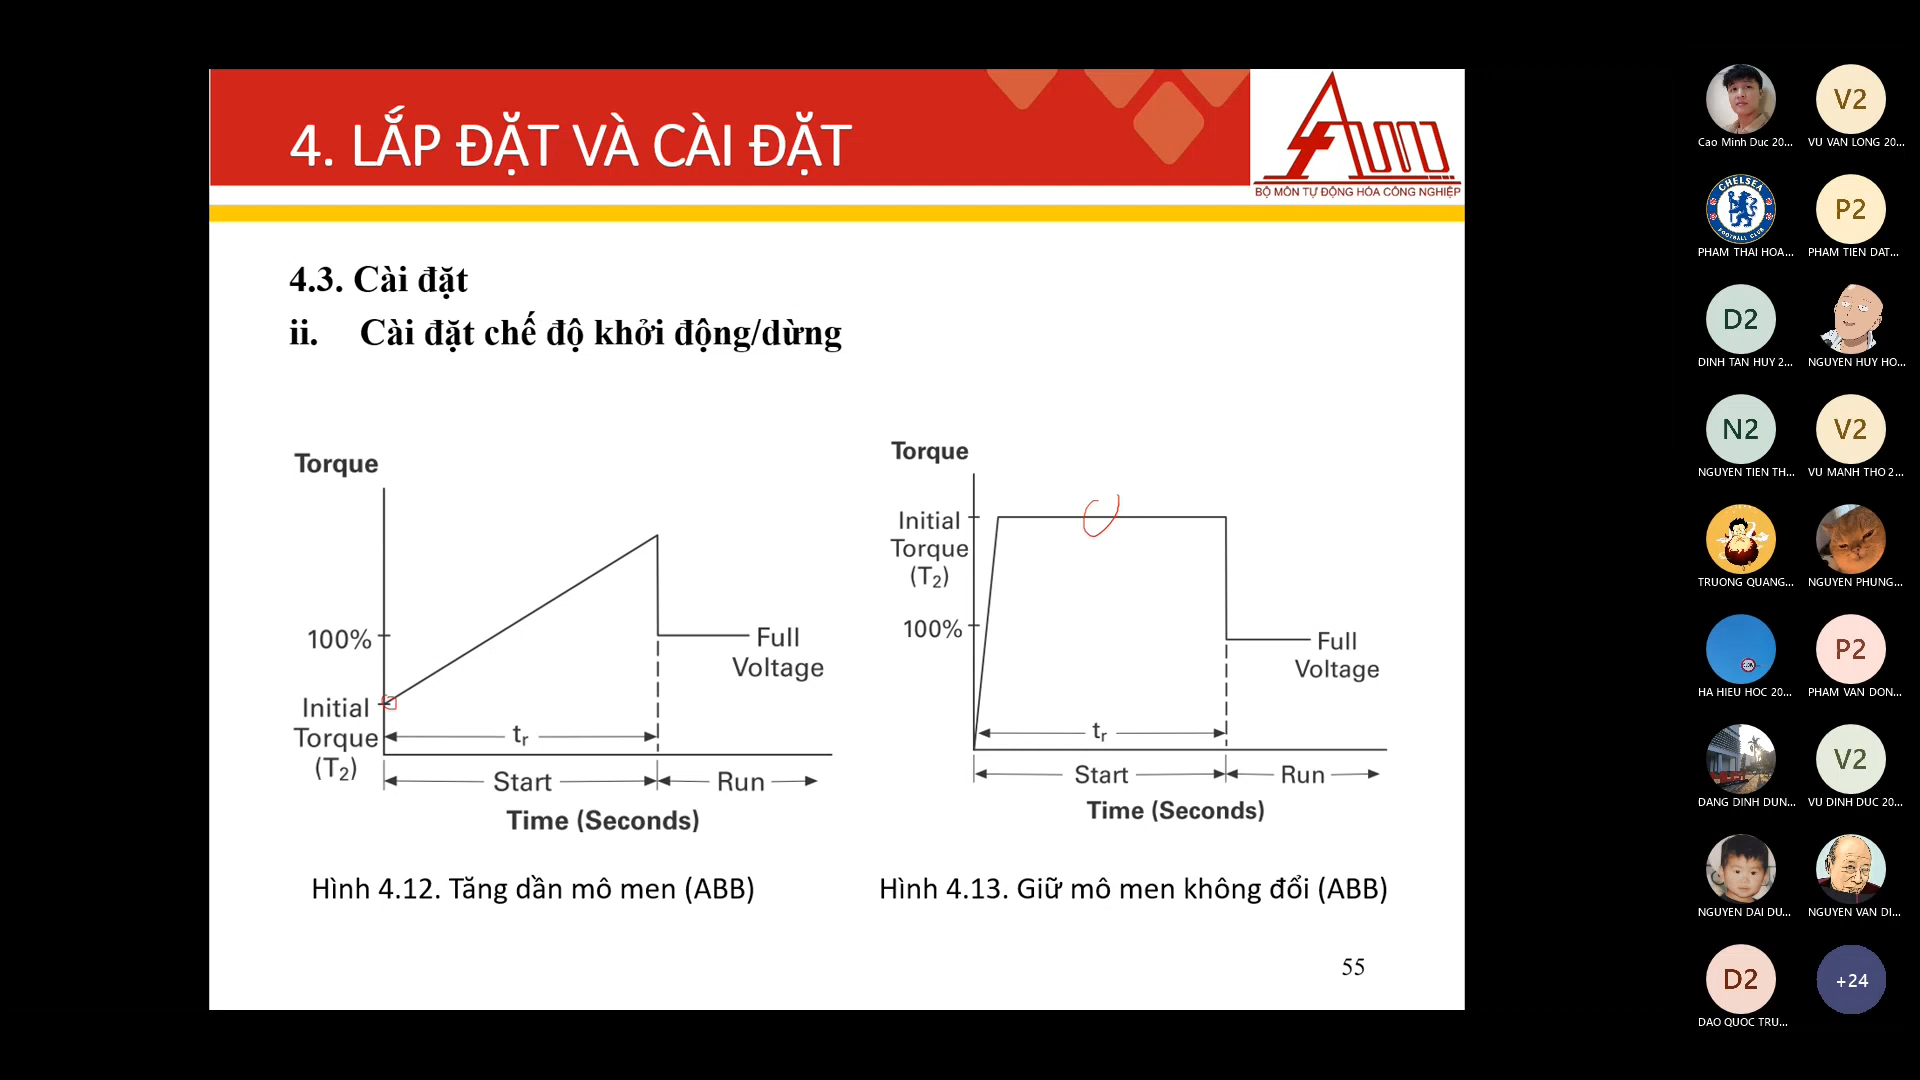 4. LẮP ĐẶT VÀ CÀI ĐẶT
BỘ MÔN TỰ ĐỘNG HÓA CÔNG NGHIỆP
4.3. Cài đặt
ii. Cài đặt chế độ khởi động/dừng
Torque
100%
Initial
Torque
(T₂)
Full
Voltage
tᵣ
Start
Run
Time (Seconds)
Hình 4.12. Tăng dần mô men (ABB)
Torque
Initial
Torque
(T₂)
100%
Full
Voltage
tᵣ
Start
Run
Time (Seconds)
Hình 4.13. Giữ mô men không đổi (ABB)
55
Cao Minh Duc 20...
V2
VU VAN LONG 20...
CHELSEA
FOOTBALL CLUB
PHAM THAI HOA...
P2
PHAM TIEN DAT...
D2
DINH TAN HUY 2...
NGUYEN HUY HO...
N2
NGUYEN TIEN TH...
V2
VU MANH THO 2...
TRUONG QUANG...
NGUYEN PHUNG...
HA HIEU HOC 20...
P2
PHAM VAN DON...
DANG DINH DUN...
V2
VU DINH DUC 20...
NGUYEN DAI DU...
NGUYEN VAN DI...
D2
DAO QUOC TRU...
+24